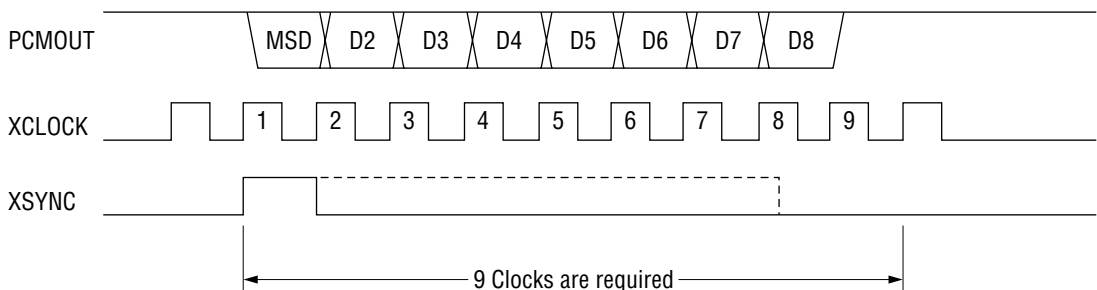 PCMOUT MSD D2 D3 D4 D5 D6 D7 D8
XCLOCK 1 2 3 4 5 6 7 8 9
XSYNC
9 Clocks are required